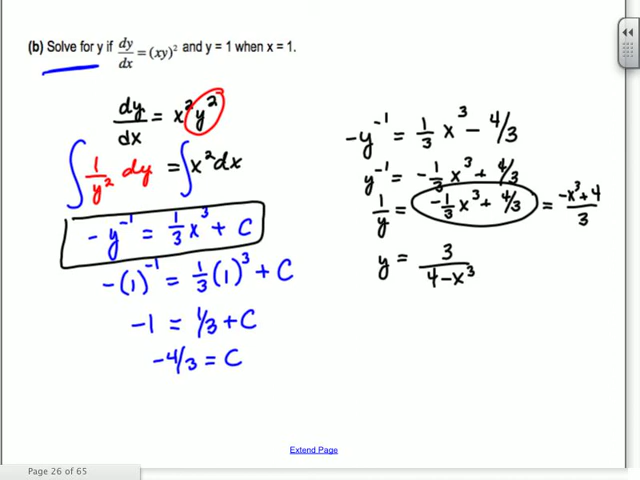 (b) Solve for y if dy/dx = (xy)² and y = 1 when x = 1.
dy/dx = x² y²
∫ 1/y² dy = ∫ x² dx
-y⁻¹ = 1/3 x³ + C
-(1)⁻¹ = 1/3 (1)³ + C
-1 = 1/3 + C
-4/3 = C
-y⁻¹ = 1/3 x³ - 4/3
y⁻¹ = -1/3 x³ + 4/3
1/y = -1/3 x³ + 4/3 = -x³+4/3
y = 3/4-x³
Extend Page
Page 26 of 65